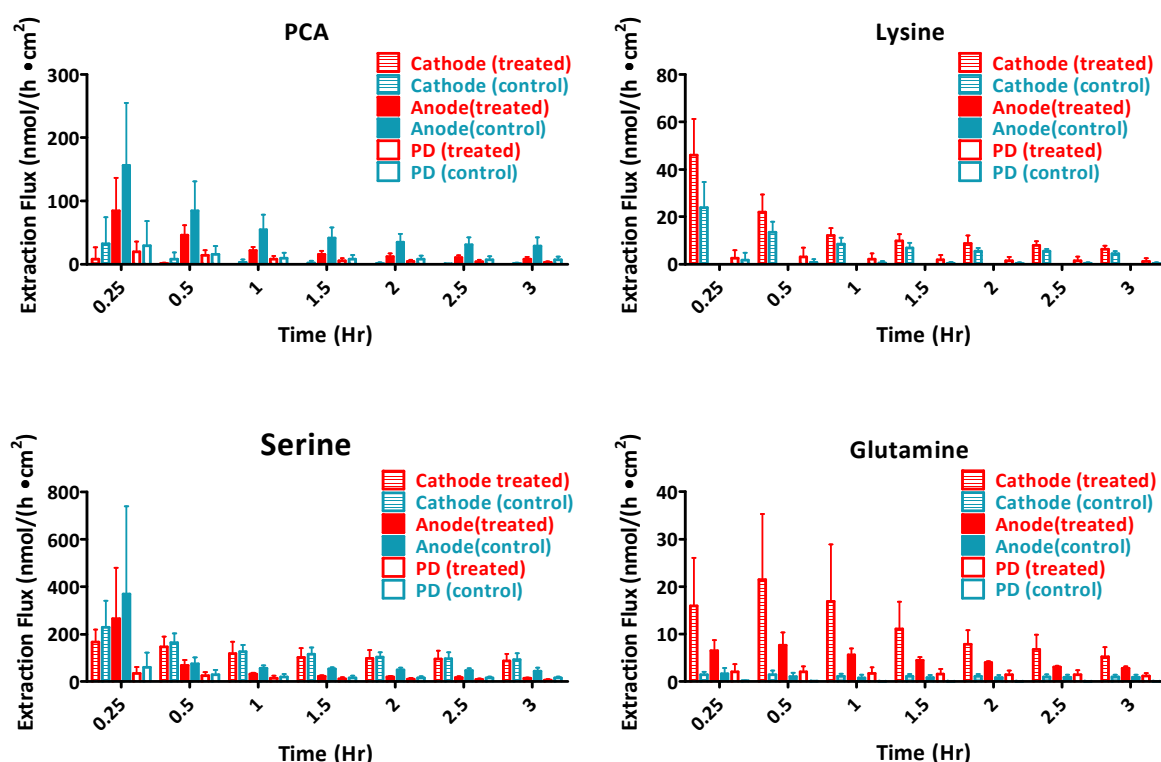 PCA
Cathode (treated)
Cathode (control)
Anode(treated)
Anode(control)
PD (treated)
PD (control)
Extraction Flux (nmol/(h •cm²)
300
200
100
0
0.25
0.5
1
1.5
2
2.5
3
Time (Hr)
Lysine
Cathode (treated)
Cathode (control)
Anode(treated)
Anode(control)
PD (treated)
PD (control)
Extraction Flux (nmol/(h •cm²)
80
60
40
20
0
0.25
0.5
1
1.5
2
2.5
3
Time (Hr)
Serine
Cathode treated)
Cathode (control)
Anode(treated)
Anode(control)
PD (treated)
PD (control)
Extraction Flux (nmol/(h •cm²)
800
600
400
200
0
0.25
0.5
1
1.5
2
2.5
3
Time (Hr)
Glutamine
Cathode (treated)
Cathode (control)
Anode(treated)
Anode(control)
PD (treated)
PD (control)
Extraction Flux (nmol/(h •cm²)
40
30
20
10
0
0.25
0.5
1
1.5
2
2.5
3
Time (Hr)